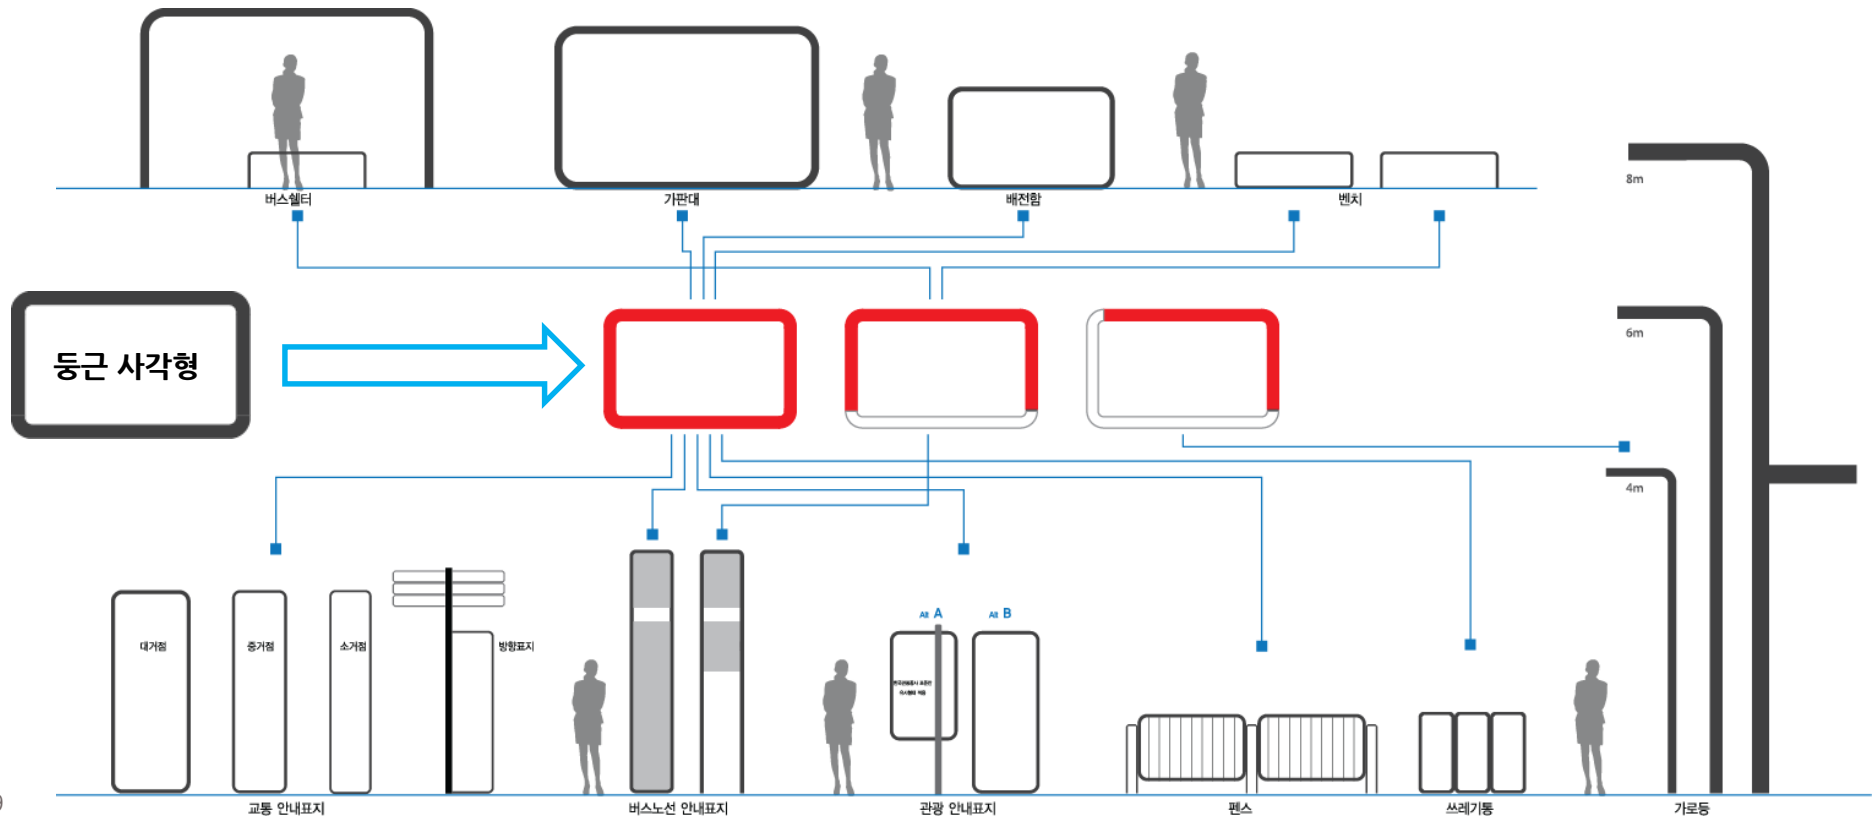 버스쉘터
가판대
배전함
벤치
8m
둥근 사각형
6m
4m
Alt A
Alt B
대거점
중거점
소거점
방향표지
교통 안내표지
버스노선 안내표지
관광 안내표지
펜스
쓰레기통
가로등